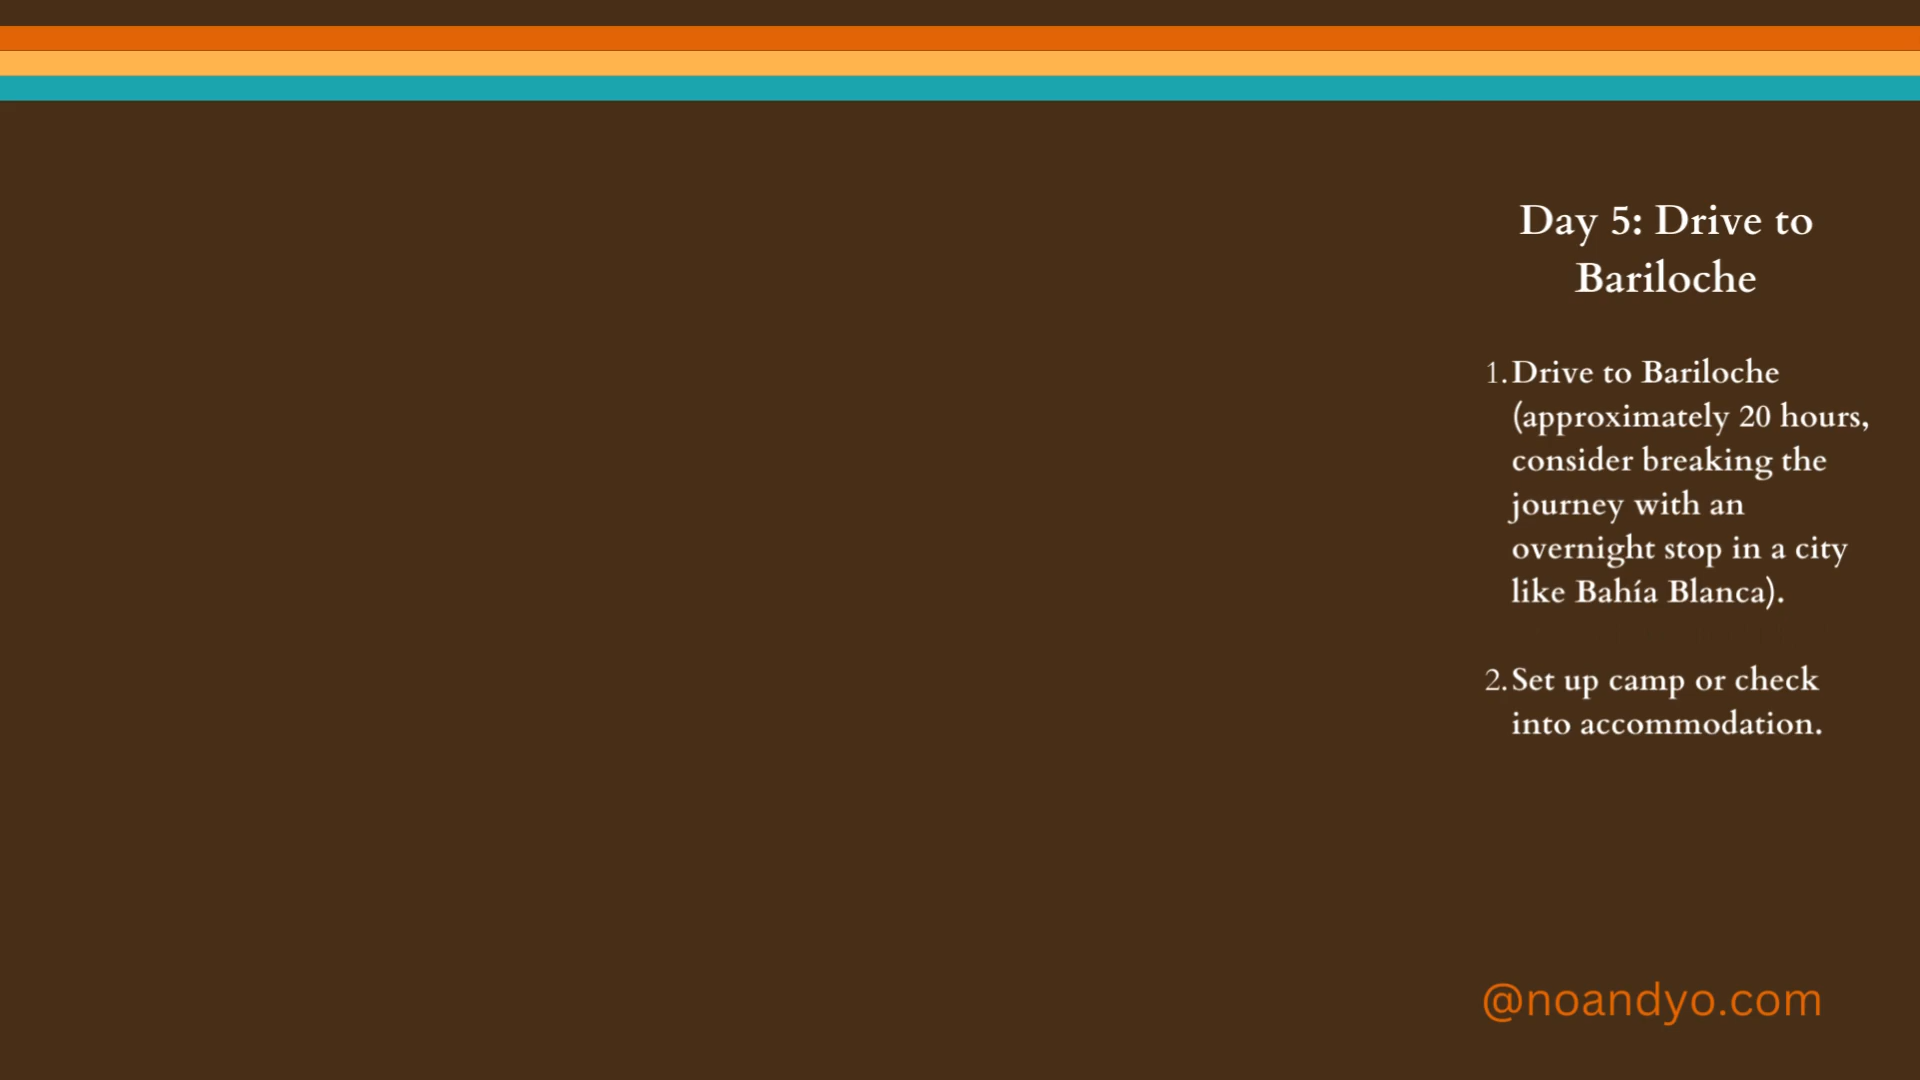 Day 5: Drive to
Bariloche
1. Drive to Bariloche
(approximately 20 hours,
consider breaking the
journey with an
overnight stop in a city
like Bahía Blanca).
2. Set up camp or check
into accommodation.
@noandyo.com